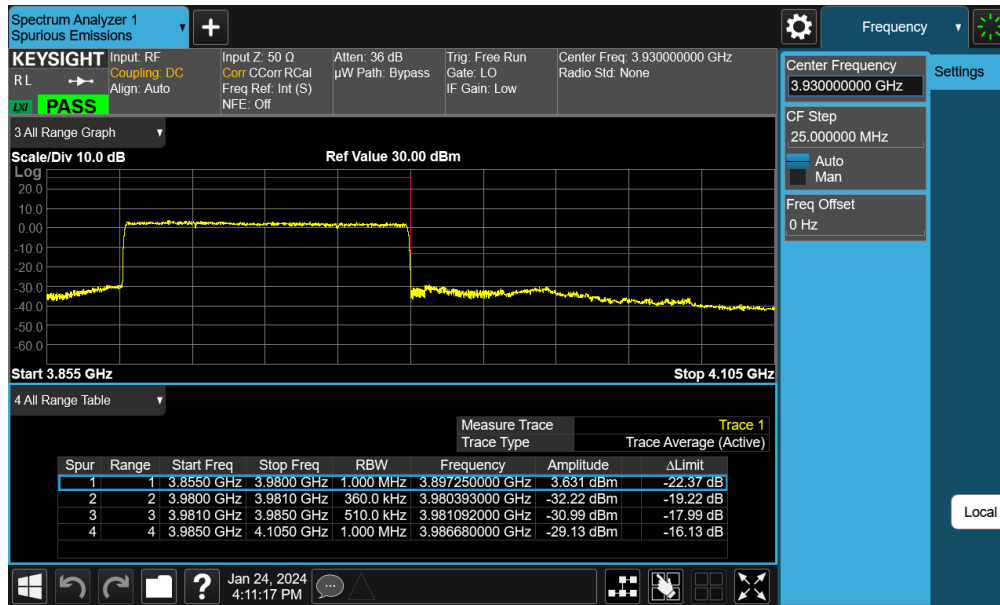 Spectrum Analyzer 1
Spurious Emissions
+
Frequency
KEYSIGHT Input: RF Input Z: 50 Ω Atten: 36 dB Trig: Free Run Center Freq: 3.930000000 GHz
R L Coupling: DC Corr CCorr RCal µW Path: Bypass Gate: LO Radio Std: None
Align: Auto Freq Ref: Int (S) IF Gain: Low
LXI PASS NFE: Off
Center Frequency
3.930000000 GHz
Settings
CF Step
25.000000 MHz
Auto
Man
Freq Offset
0 Hz
3 All Range Graph
Scale/Div 10.0 dB Ref Value 30.00 dBm
Log
20.0
10.0
0.00
-10.0
-20.0
-30.0
-40.0
-50.0
-60.0
Start 3.855 GHz Stop 4.105 GHz
4 All Range Table
Measure Trace Trace 1
Trace Type Trace Average (Active)
Spur Range Start Freq Stop Freq RBW Frequency Amplitude ΔLimit
1 1 3.8550 GHz 3.9800 GHz 1.000 MHz 3.897250000 GHz 3.631 dBm -22.37 dB
2 2 3.9800 GHz 3.9810 GHz 360.0 kHz 3.980393000 GHz -32.22 dBm -19.22 dB
3 3 3.9810 GHz 3.9850 GHz 510.0 kHz 3.981092000 GHz -30.99 dBm -17.99 dB
4 4 3.9850 GHz 4.1050 GHz 1.000 MHz 3.986680000 GHz -29.13 dBm -16.13 dB
Local
?
Jan 24, 2024
4:11:17 PM